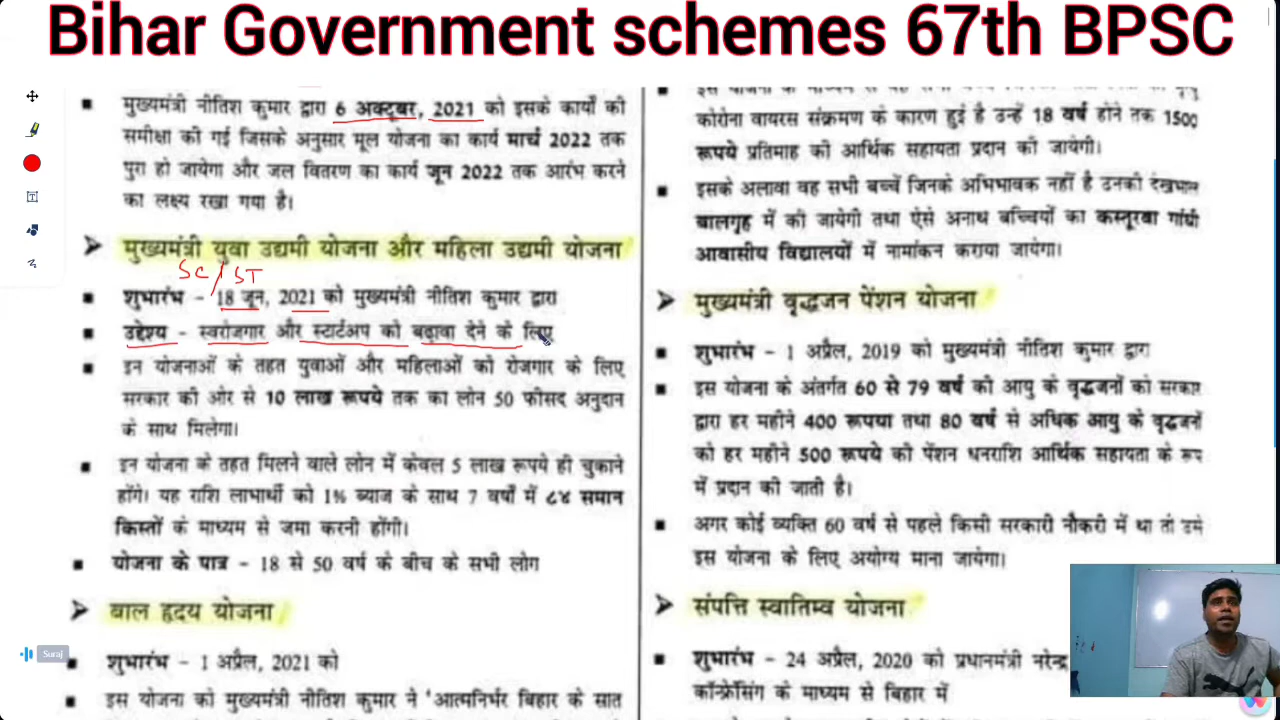 Bihar Government schemes 67th BPSC
▪ मुख्यमंत्री नीतिश कुमार द्वारा 6 अक्टूबर, 2021 को इसके कार्यों की
समीक्षा की गई जिसके अनुसार मूल योजना का कार्य मार्च 2022 तक
पुरा हो जायेगा और जल वितरण का कार्य जून 2022 तक आरंभ करने
का लक्ष्य रखा गया है।
➤ मुख्यमंत्री युवा उद्यमी योजना और महिला उद्यमी योजना
SC/ST
▪ शुभारंभ - 18 जून, 2021 को मुख्यमंत्री नीतिश कुमार द्वारा
▪ उद्देश्य - स्वरोजगार और स्टार्टअप को बढ़ावा देने के लिए
▪ इन योजनाओं के तहत युवाओं और महिलाओं को रोजगार के लिए
सरकार की ओर से 10 लाख रूपये तक का लोन 50 फीसद अनुदान
के साथ मिलेगा।
▪ इन योजना के तहत मिलने वाले लोन में केवल 5 लाख रूपये ही चुकाने
होंगे। यह राशि लाभार्थी को 1% ब्याज के साथ 7 वर्षों में ८४ समान
किस्तों के माध्यम से जमा करनी होंगी।
▪ योजना के पात्र - 18 से 50 वर्ष के बीच के सभी लोग
➤ बाल हृदय योजना
▪ शुभारंभ - 1 अप्रैल, 2021 को
▪ इस योजना को मुख्यमंत्री नीतिश कुमार ने 'आत्मनिर्भर बिहार के सात
कोरोना वायरस संक्रमण के कारण हुई है उन्हें 18 वर्ष होने तक 1500
रूपये प्रतिमाह की आर्थिक सहायता प्रदान की जायेगी।
▪ इसके अलावा वह सभी बच्चें जिनके अभिभावक नहीं है उनकी देखभाल
बालगृह में की जायेगी तथा ऐसे अनाथ बच्चियों का कस्तूरबा गांधी
आवासीय विद्यालयों में नामांकन कराया जायेगा।
➤ मुख्यमंत्री वृद्धजन पेंशन योजना
▪ शुभारंभ - 1 अप्रैल, 2019 को मुख्यमंत्री नीतिश कुमार द्वारा
▪ इस योजना के अंतर्गत 60 से 79 वर्ष की आयु के वृद्धजनों को सरकार
द्वारा हर महीने 400 रूपया तथा 80 वर्ष से अधिक आयु के वृद्धजनों
को हर महीने 500 रूपये की पेंशन धनराशि आर्थिक सहायता के रूप
में प्रदान की जाती है।
▪ अगर कोई व्यक्ति 60 वर्ष से पहले किसी सरकारी नौकरी में था तो उसे
इस योजना के लिए अयोग्य माना जायेगा।
➤ संपत्ति स्वातिम्व योजना
▪ शुभारंभ - 24 अप्रैल, 2020 को प्रधानमंत्री नरेन्द्र
कॉन्फ्रेंसिंग के माध्यम से बिहार में
Suraj